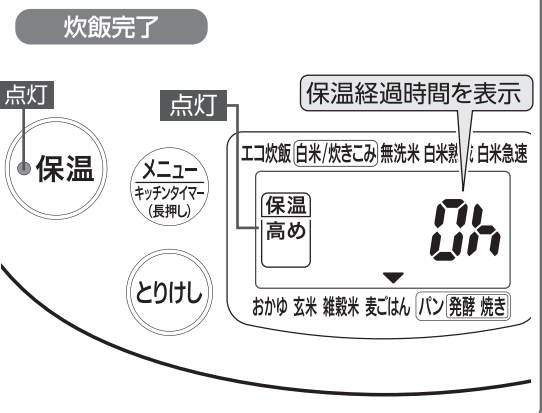 炊飯完了
点灯
点灯
保温経過時間を表示
保温
メニュー
キッチンタイマー
(長押し)
とりけし
エコ炊飯 白米/炊きこみ 無洗米 白米熟 白米急速
保温
高め
0h
おかゆ 玄米 雑穀米 麦ごはん パン 発酵 焼き